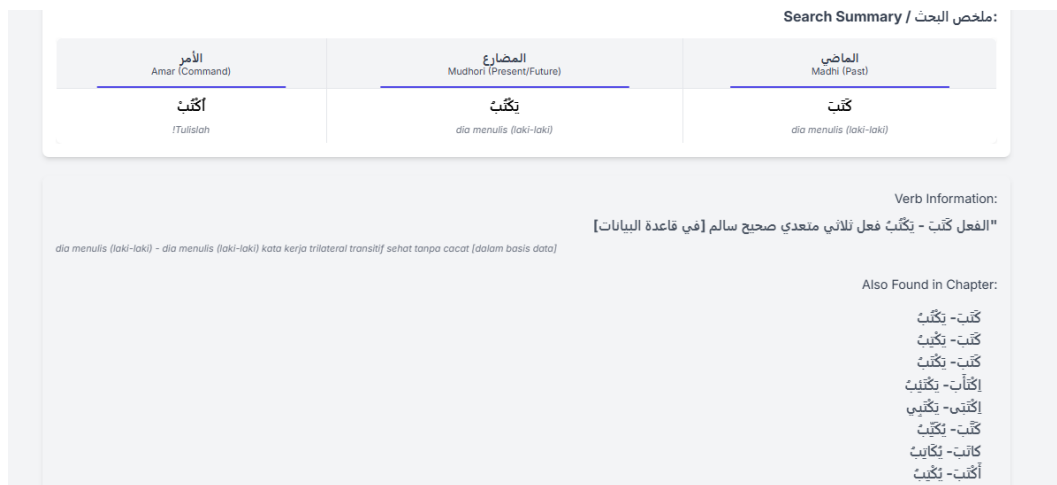 ملخص البحث / Search Summary:
الماضي
Madhi (Past)
المضارع
Mudhori (Present/Future)
الأمر
Amar (Command)
كَتَبَ
يَكْتُبُ
اُكْتُبْ
dia menulis (laki-laki)
dia menulis (laki-laki)
!Tulislah
Verb Information:
"الفعل كَتَبَ - يَكْتُبُ فعل ثلاثي متعدي صحيح سالم [في قاعدة البيانات]
dia menulis (laki-laki) - dia menulis (laki-laki) kata kerja trilateral transitif sehat tanpa cacat [dalam basis data]
Also Found in Chapter:
كَتَبَ- يَكْتُبُ
كَتَبَ- يَكْتِبُ
كَتَبَ- يَكْتَبُ
اِكْتَأَبَ- يَكْتَئِبُ
اِكْتَبَى- يَكْتَبِي
كَتَّبَ- يُكَتِّبُ
كاتَبَ- يُكَاتِبُ
أَكْتَبَ- يُكْتِبُ